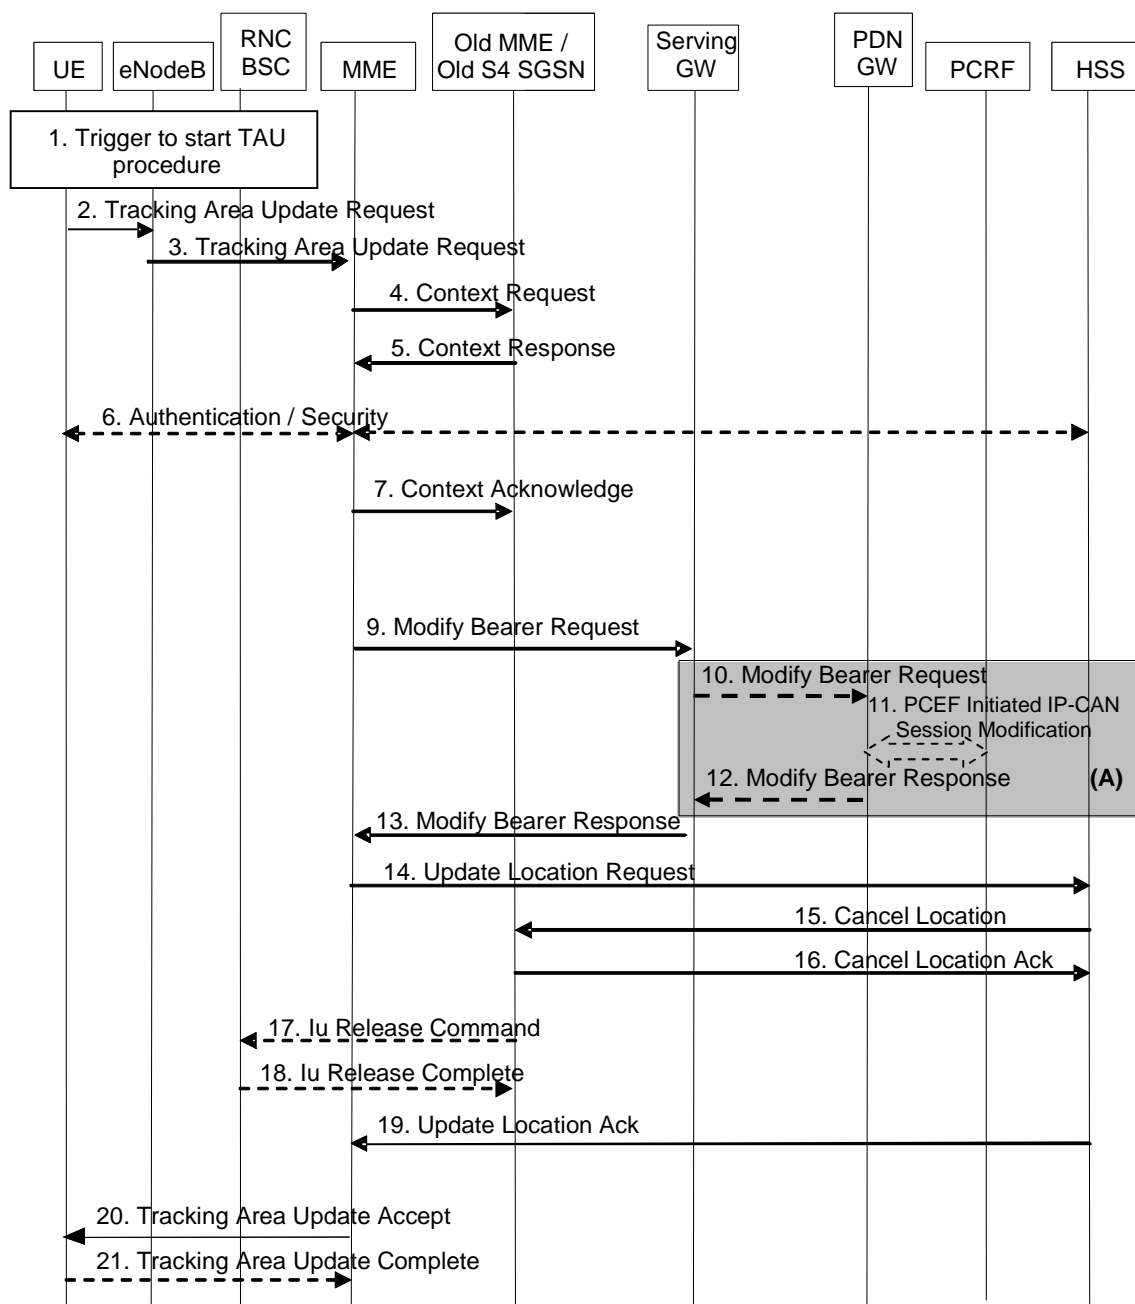 UE
eNodeB
RNC
BSC
MME
Old MME /
Old S4 SGSN
Serving
GW
PDN
GW
PCRF
HSS
1. Trigger to start TAU
procedure
2. Tracking Area Update Request
3. Tracking Area Update Request
4. Context Request
5. Context Response
6. Authentication / Security
7. Context Acknowledge
9. Modify Bearer Request
10. Modify Bearer Request
11. PCEF Initiated IP-CAN
Session Modification
12. Modify Bearer Response
(A)
13. Modify Bearer Response
14. Update Location Request
15. Cancel Location
16. Cancel Location Ack
17. Iu Release Command
18. Iu Release Complete
19. Update Location Ack
20. Tracking Area Update Accept
21. Tracking Area Update Complete